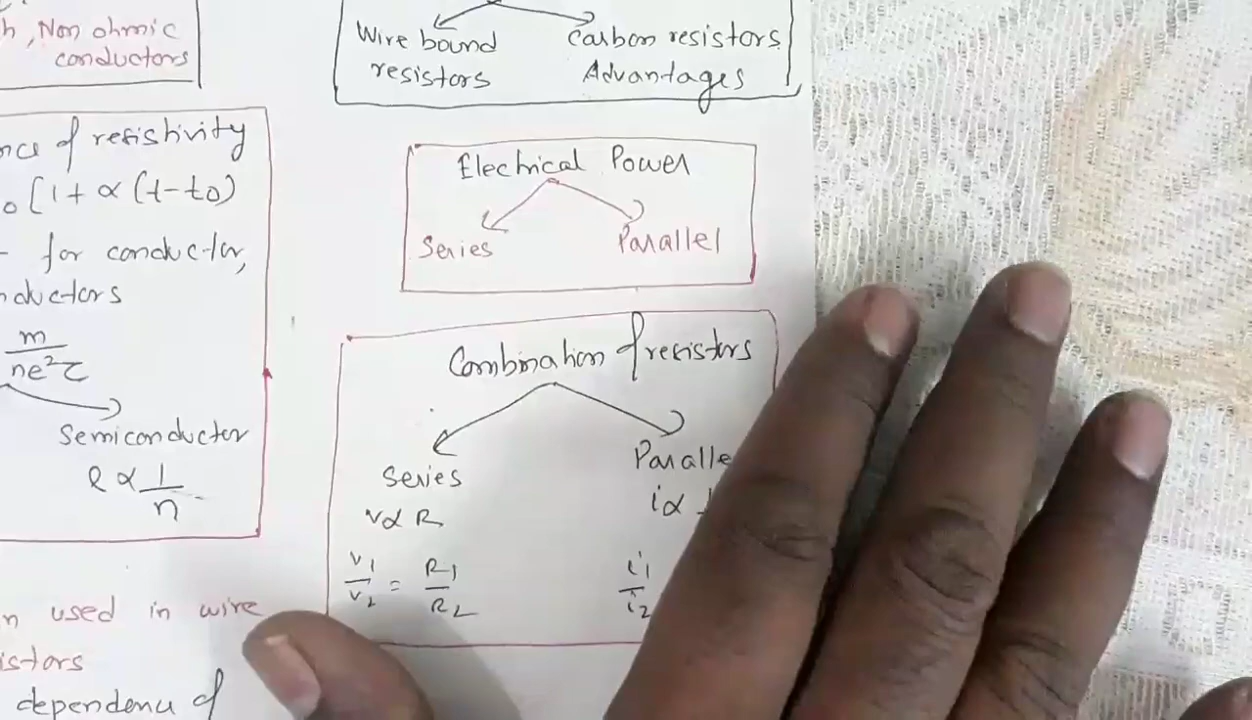 h, Non ohmic
conductors
Wire bound
resistors
Carbon resistors
Advantages
nce of resistivity
o [1 + ∝ (t-to)
- for conductor,
nductors
m
ne²τ
Semiconductor
ρ ∝ 1/n
Electrical Power
Series
Parallel
Combination of resistors
Series
V∝ R
V1/V2 = R1/R2
Paralle
i∝
i1/i2
n used in wire
istors
dependence of